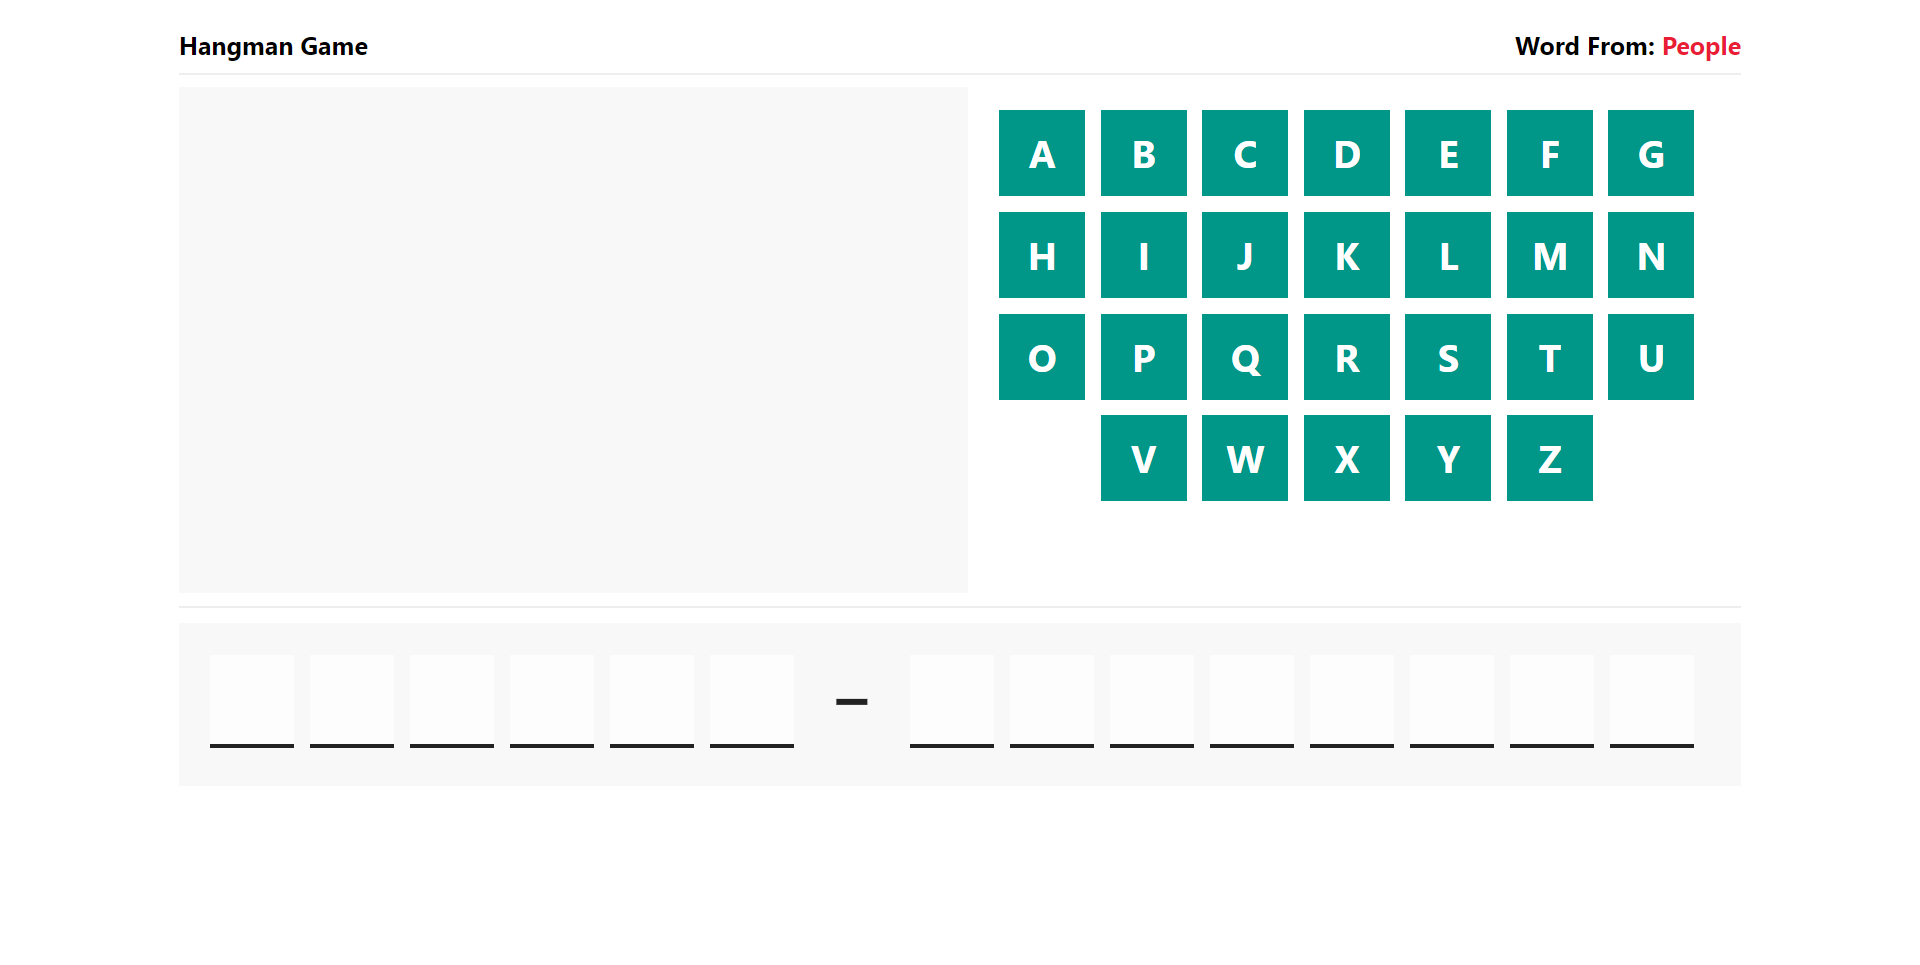 Hangman Game
Word From: People
A B C D E F G
H I J K L M N
O P Q R S T U
V W X Y Z
–